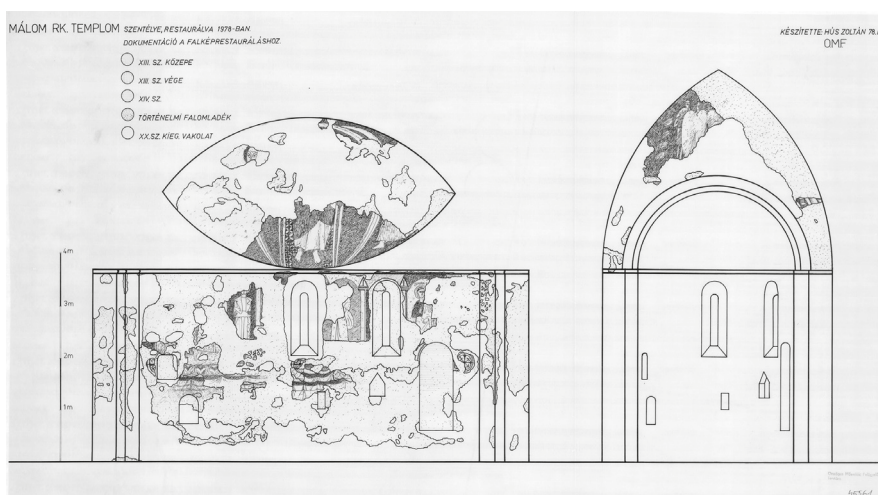 MÁLOM RK. TEMPLOM SZENTÉLYE, RESTAURÁLVA 1978-BAN
DOKUMENTÁCIÓ A FALKÉPRESTAURÁLÁSHOZ.
XIII. SZ. KÖZEPE
XIII. SZ. VÉGE
XIV. SZ.
TÖRTÉNELMI FALOMLADÉK
XX. SZ. KIEG. VAKOLAT
KÉSZÍTETTE: HÚS ZOLTÁN 78.
OMF
4m
3m
2m
1m